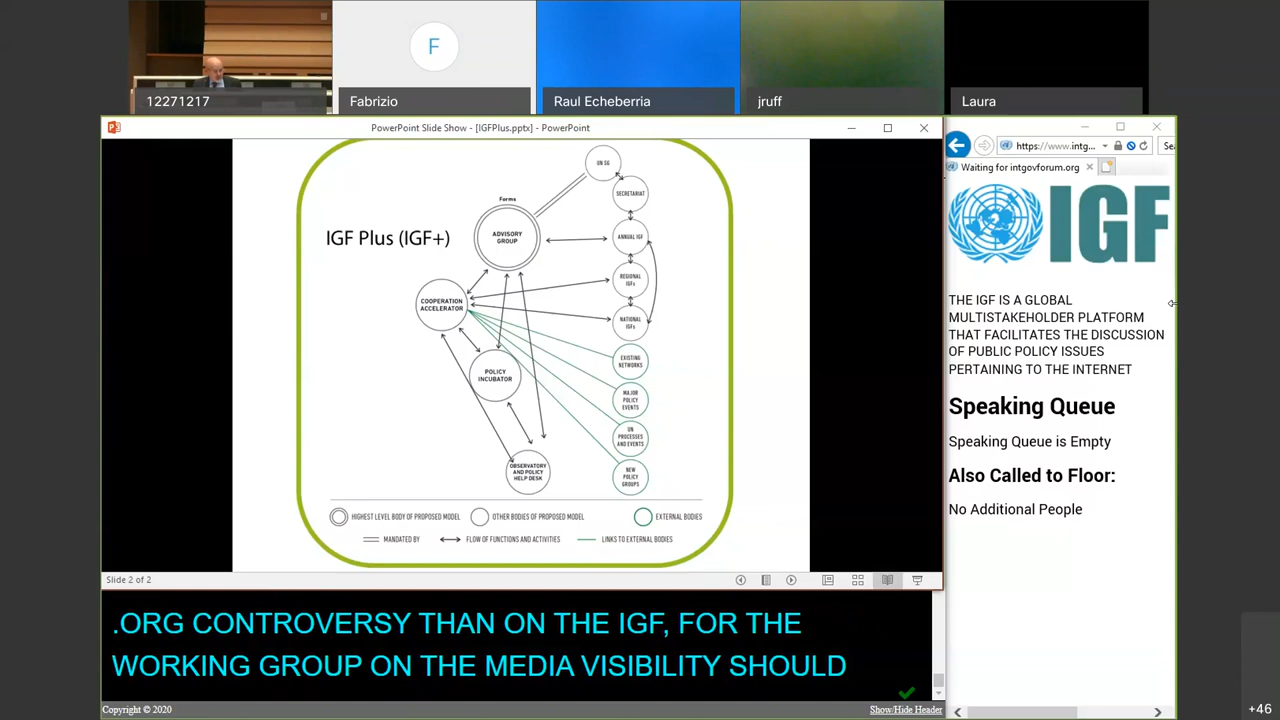 F
12271217
Fabrizio
Raul Echeberria
jruff
Laura
PowerPoint Slide Show - [IGFPlus.pptx] - PowerPoint
UN SG
SECRETARIAT
Forms
ADVISORY
GROUP
ANNUAL IGF
IGF Plus (IGF+)
REGIONAL
IGFs
COOPERATION
ACCELERATOR
NATIONAL
IGFs
EXISTING
NETWORKS
POLICY
INCUBATOR
MAJOR
POLICY
EVENTS
UN
PROCESSES
AND EVENTS
OBSERVATORY
AND POLICY
HELP DESK
NEW
POLICY
GROUPS
HIGHEST LEVEL BODY OF PROPOSED MODEL
OTHER BODIES OF PROPOSED MODEL
EXTERNAL BODIES
MANDATED BY
FLOW OF FUNCTIONS AND ACTIVITIES
LINKS TO EXTERNAL BODIES
Slide 2 of 2
.ORG CONTROVERSY THAN ON THE IGF, FOR THE
WORKING GROUP ON THE MEDIA VISIBILITY SHOULD
Copyright © 2020
Show/Hide Header
https://www.intg...
Sea
Waiting for intgovforum.org
IGF
THE IGF IS A GLOBAL
MULTISTAKEHOLDER PLATFORM
THAT FACILITATES THE DISCUSSION
OF PUBLIC POLICY ISSUES
PERTAINING TO THE INTERNET
Speaking Queue
Speaking Queue is Empty
Also Called to Floor:
No Additional People
+46